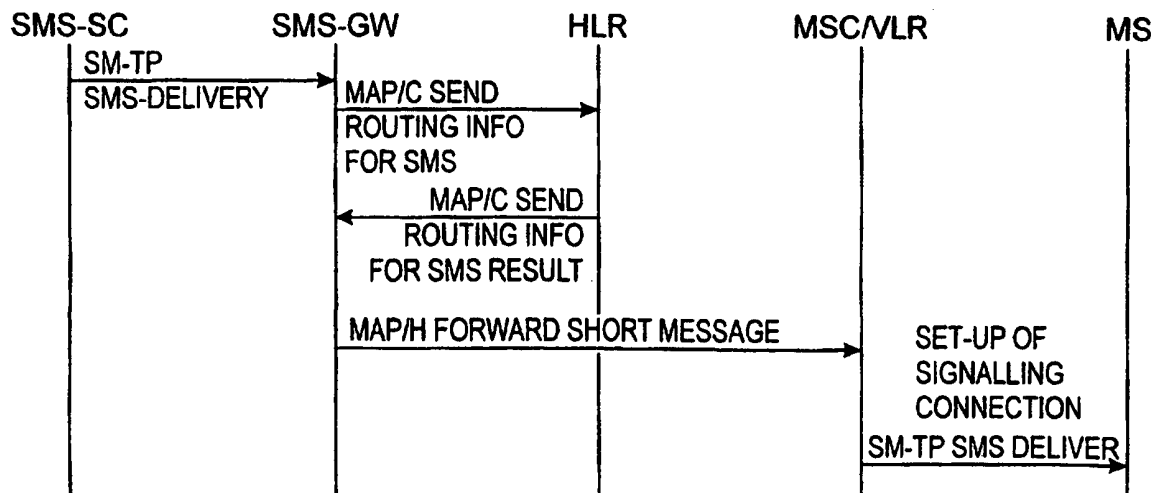 SMS-SC SMS-GW HLR MSC/VLR MS
SM-TP
SMS-DELIVERY
MAP/C SEND
ROUTING INFO
FOR SMS
MAP/C SEND
ROUTING INFO
FOR SMS RESULT
MAP/H FORWARD SHORT MESSAGE
SET-UP OF
SIGNALLING
CONNECTION
SM-TP SMS DELIVER